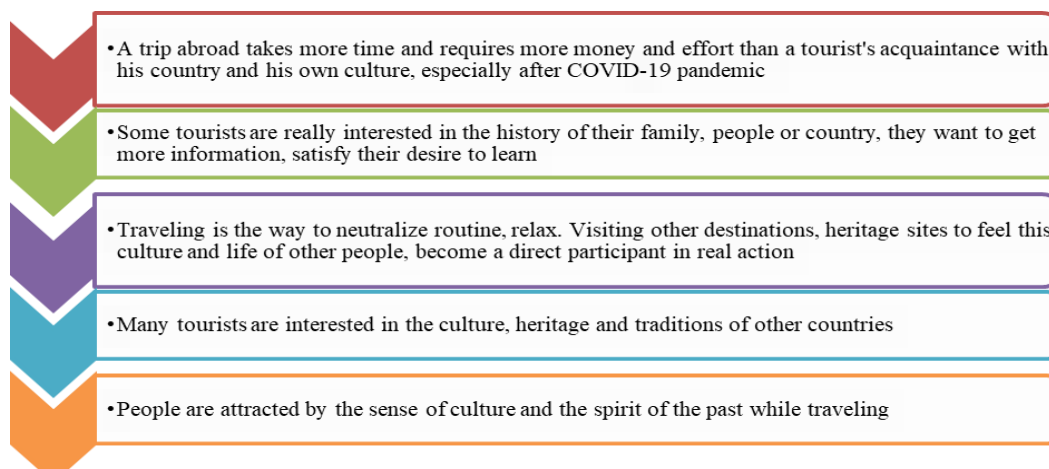 •A trip abroad takes more time and requires more money and effort than a tourist's acquaintance with
his country and his own culture, especially after COVID-19 pandemic
•Some tourists are really interested in the history of their family, people or country, they want to get
more information, satisfy their desire to learn
•Traveling is the way to neutralize routine, relax. Visiting other destinations, heritage sites to feel this
culture and life of other people, become a direct participant in real action
•Many tourists are interested in the culture, heritage and traditions of other countries
•People are attracted by the sense of culture and the spirit of the past while traveling